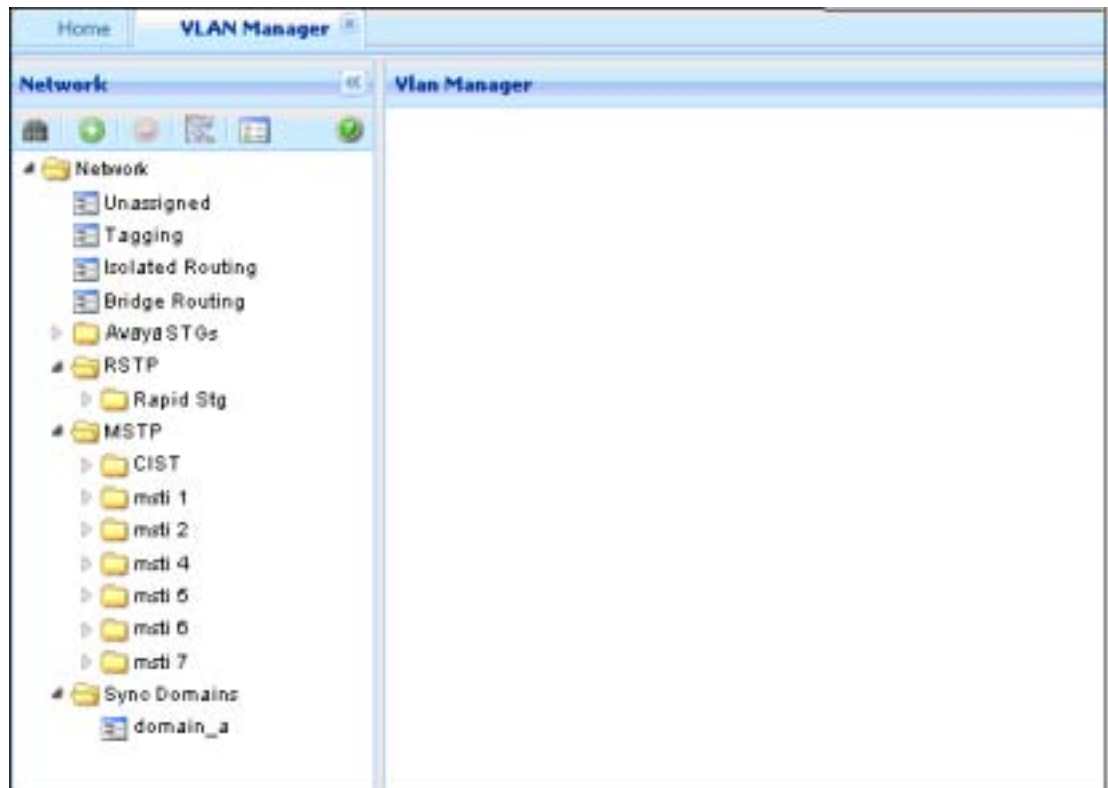 Home VLAN Manager
Network
Vlan Manager
Network
Unassigned
Tagging
Isolated Routing
Bridge Routing
Avaya STGs
RSTP
Rapid Stg
MSTP
CIST
msti 1
msti 2
msti 4
msti 5
msti 6
msti 7
Sync Domains
domain_a